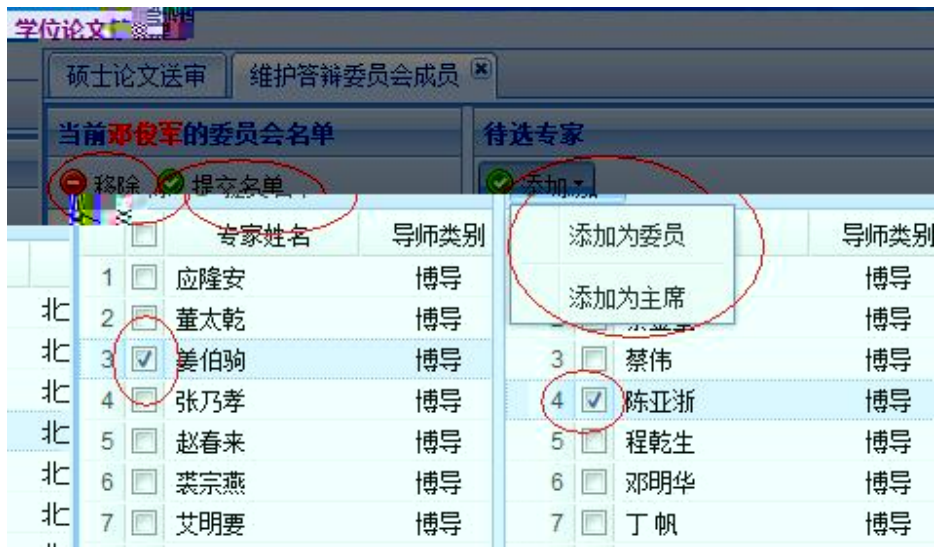 学位论文
硕士论文送审 维护答辩委员会成员
当前邓俊军的委员会名单 待选专家
移除 提交名单 添加
专家姓名 导师类别 导师类别
添加为委员
添加为主席
1 应隆安 博导 博导
2 董太乾 博导 博导
3 姜伯驹 博导 3 蔡伟 博导
4 张乃孝 博导 4 陈亚浙 博导
5 赵春来 博导 5 程乾生 博导
6 裘宗燕 博导 6 邓明华 博导
7 艾明要 博导 7 丁帆 博导
北
北
北
北
北
北